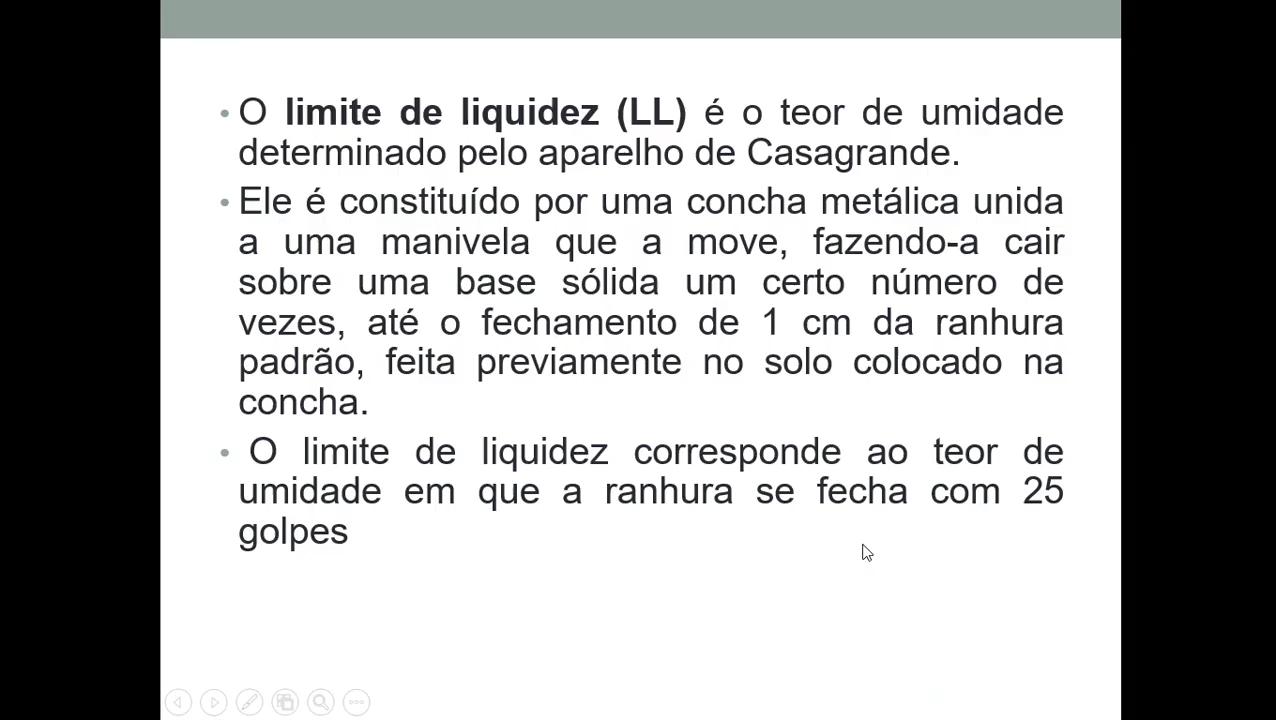 • O limite de liquidez (LL) é o teor de umidade
determinado pelo aparelho de Casagrande.
• Ele é constituído por uma concha metálica unida
a uma manivela que a move, fazendo-a cair
sobre uma base sólida um certo número de
vezes, até o fechamento de 1 cm da ranhura
padrão, feita previamente no solo colocado na
concha.
• O limite de liquidez corresponde ao teor de
umidade em que a ranhura se fecha com 25
golpes